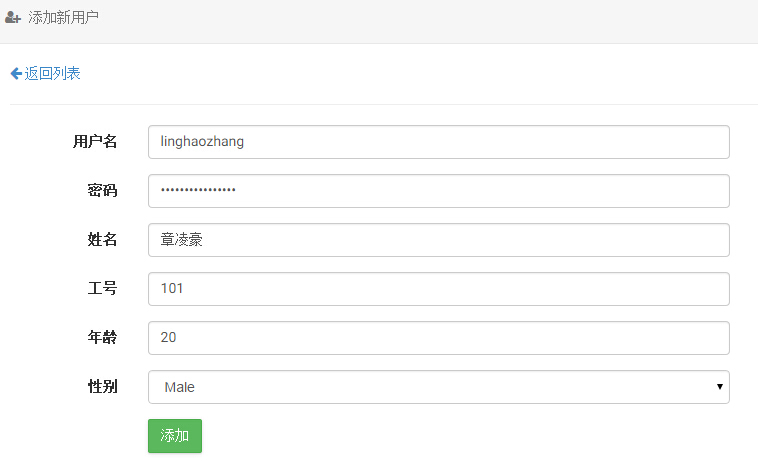 添加新用户
返回列表
用户名 linghaozhang
密码 ••••••••••••••••
姓名 章凌豪
工号 101
年龄 20
性别 Male
添加